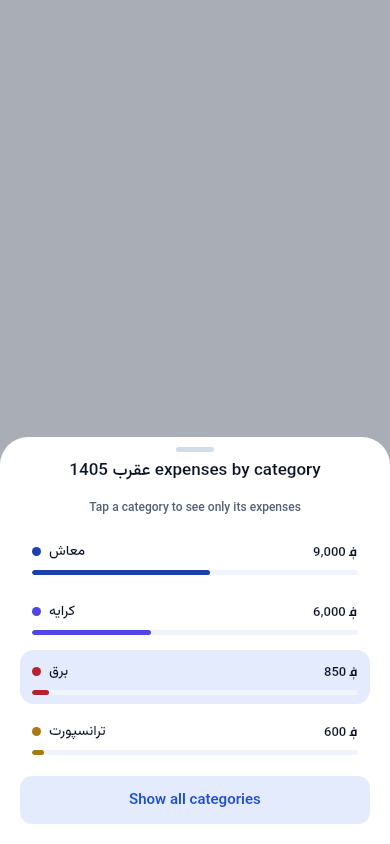 عقرب 1405 expenses by category
Tap a category to see only its expenses
معاش 9,000 ؋
کرایه 6,000 ؋
برق 850 ؋
ترانسپورت 600 ؋
Show all categories